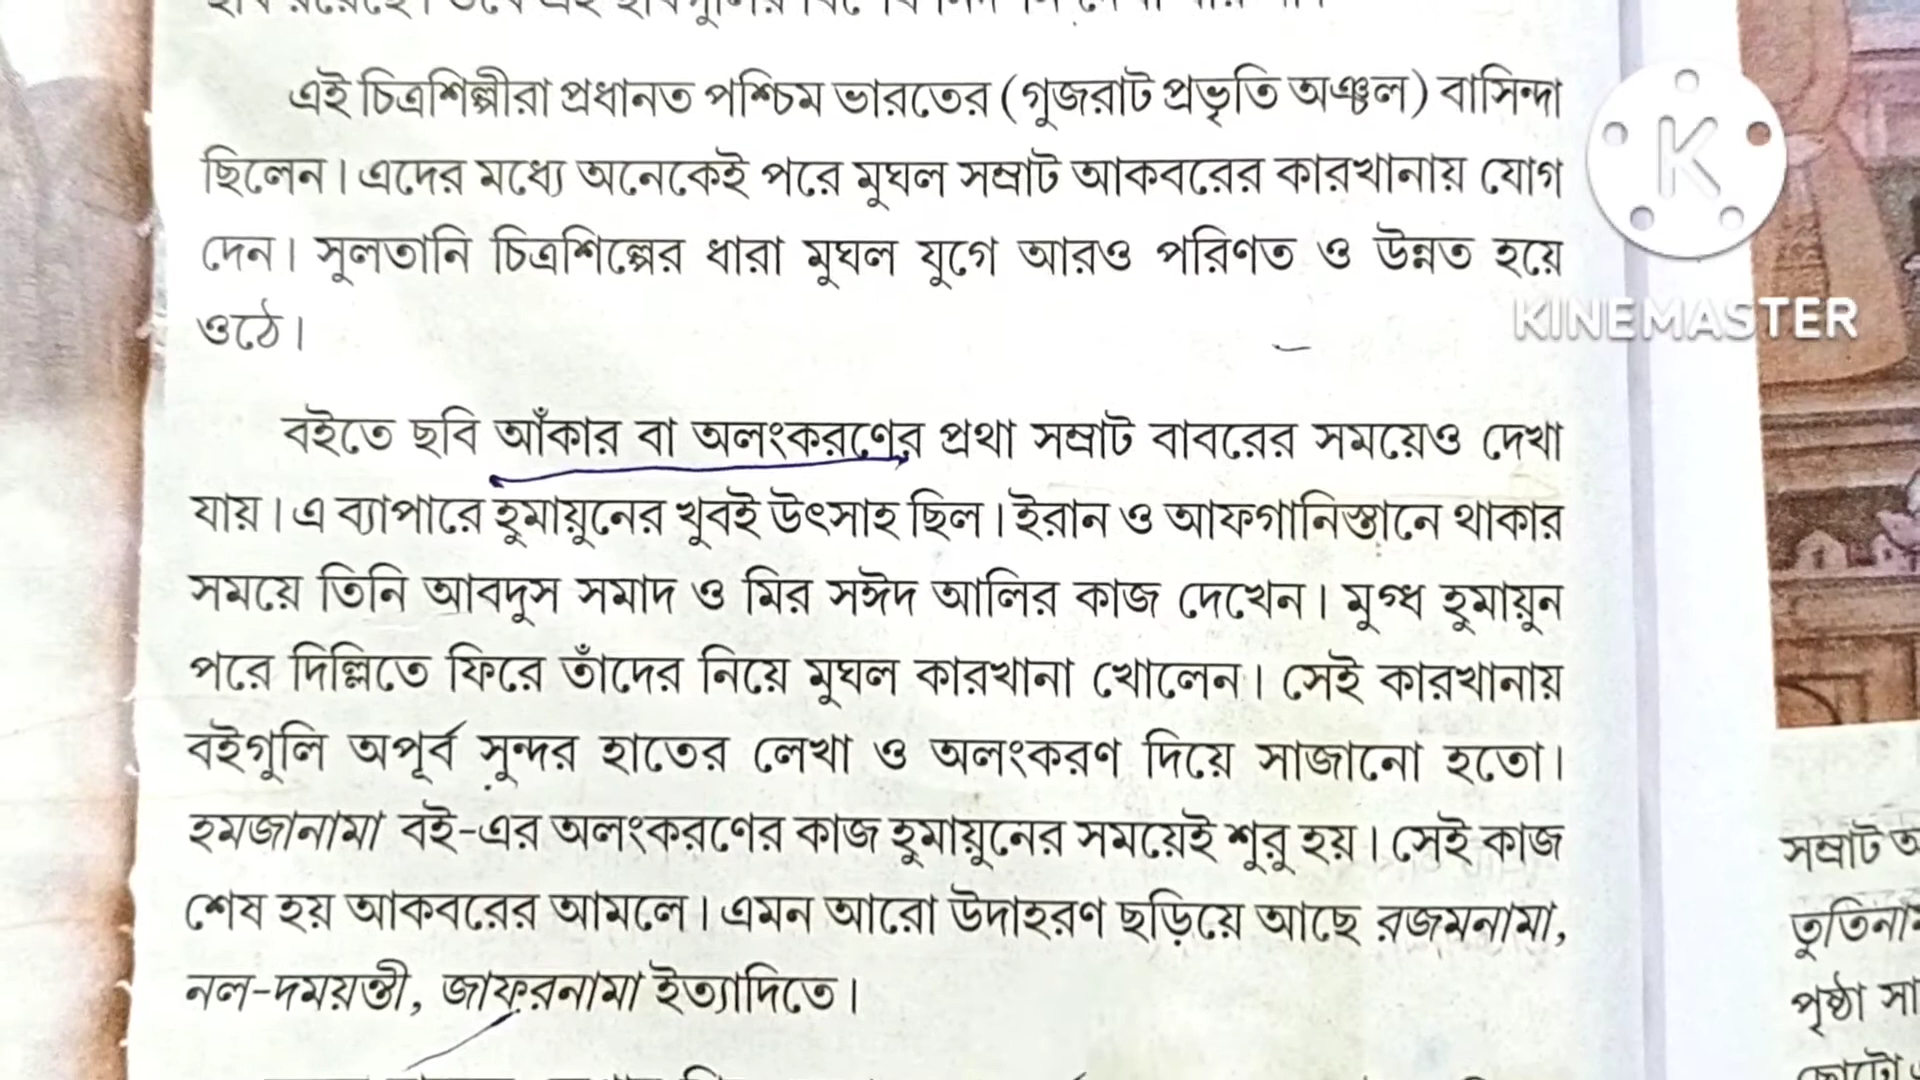 এই চিত্রশিল্পীরা প্রধানত পশ্চিম ভারতের (গুজরাট প্রভৃতি অঞ্চল) বাসিন্দা
ছিলেন। এদের মধ্যে অনেকেই পরে মুঘল সম্রাট আকবরের কারখানায় যোগ
দেন। সুলতানি চিত্রশিল্পের ধারা মুঘল যুগে আরও পরিণত ও উন্নত হয়ে
ওঠে।
KINEMASTER
বইতে ছবি আঁকার বা অলংকরণের প্রথা সম্রাট বাবরের সময়েও দেখা
যায়। এ ব্যাপারে হুমায়ুনের খুবই উৎসাহ ছিল। ইরান ও আফগানিস্তানে থাকার
সময়ে তিনি আবদুস সমাদ ও মির সঈদ আলির কাজ দেখেন। মুগ্ধ হুমায়ুন
পরে দিল্লিতে ফিরে তাঁদের নিয়ে মুঘল কারখানা খোলেন। সেই কারখানায়
বইগুলি অপূর্ব সুন্দর হাতের লেখা ও অলংকরণ দিয়ে সাজানো হতো।
হমজানামা বই-এর অলংকরণের কাজ হুমায়ুনের সময়েই শুরু হয়। সেই কাজ
শেষ হয় আকবরের আমলে। এমন আরো উদাহরণ ছড়িয়ে আছে রজমনামা,
নল-দময়ন্তী, জাফরনামা ইত্যাদিতে।
সম্রাট
পৃষ্ঠা